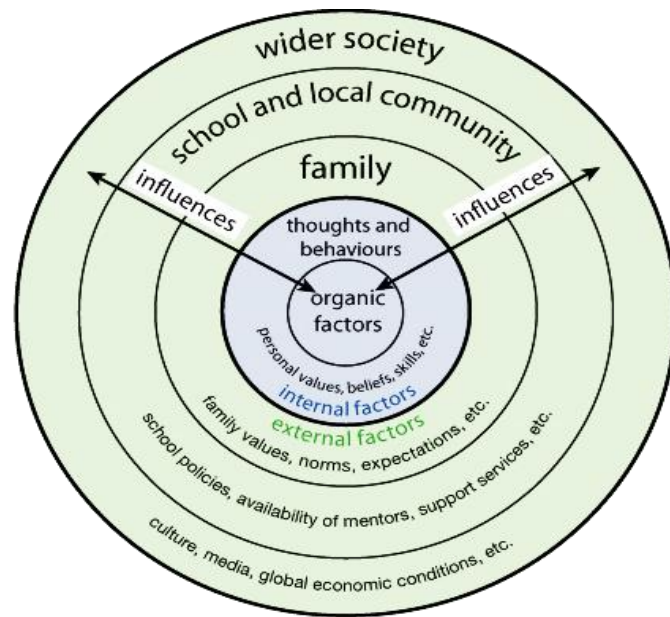 wider society
school and local community
family
influences
influences
thoughts and
behaviours
organic
factors
personal values, beliefs, skills, etc.
internal factors
external factors
family values, norms, expectations, etc.
school policies, availability of mentors, support services, etc.
culture, media, global economic conditions, etc.